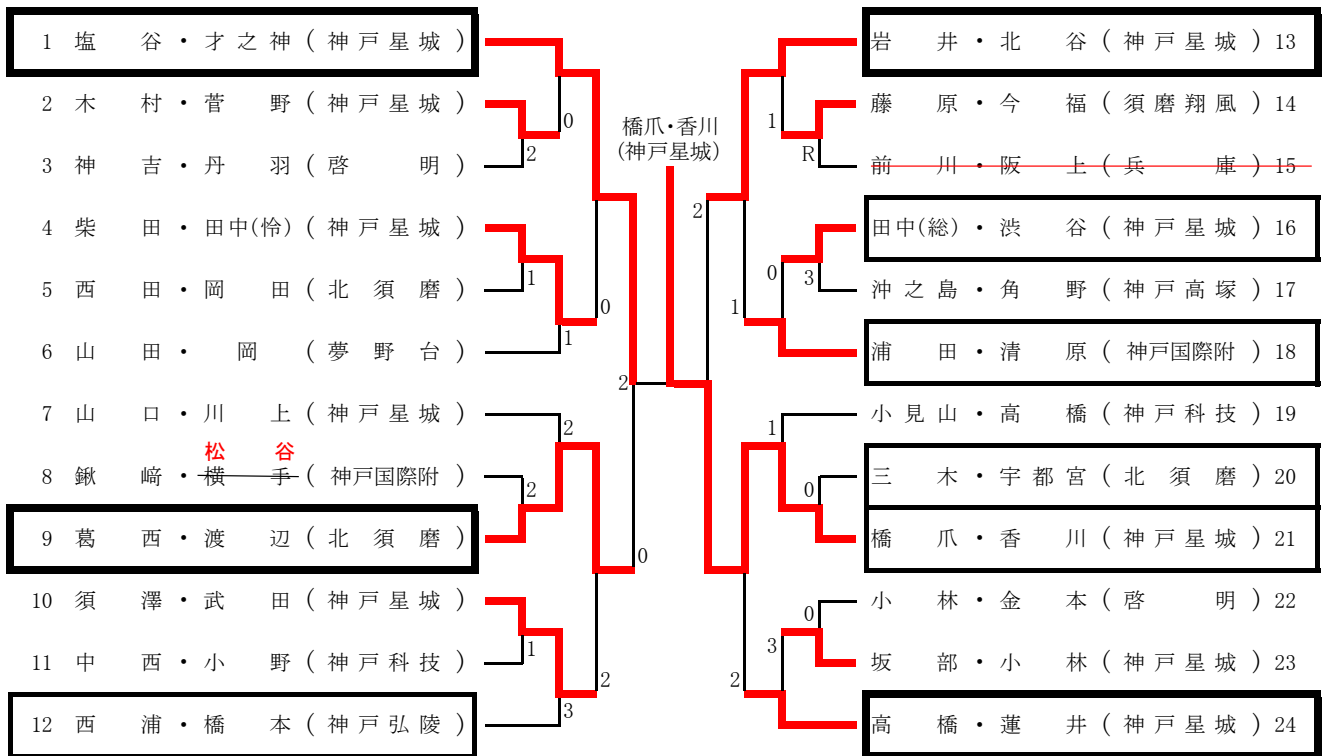 1 塩谷・才之神(神戸星城)
2 木村・菅野(神戸星城)
3 神吉・丹羽(啓明)
4 柴田・田中(怜)(神戸星城)
5 西田・岡田(北須磨)
6 山田・岡(夢野台)
7 山口・川上(神戸星城)
松谷
8 鍬﨑・横手(神戸国際附)
9 葛西・渡辺(北須磨)
10 須澤・武田(神戸星城)
11 中西・小野(神戸科技)
12 西浦・橋本(神戸弘陵)
0
2
1
0
1
2
2
2
0
1
2
3
橋爪・香川
(神戸星城)
2
1
R
0
3
1
1
0
0
3
2
岩井・北谷(神戸星城)13
藤原・今福(須磨翔風)14
前川・阪上(兵庫)15
田中(総)・渋谷(神戸星城)16
沖之島・角野(神戸高塚)17
浦田・清原(神戸国際附)18
小見山・高橋(神戸科技)19
三木・宇都宮(北須磨)20
橋爪・香川(神戸星城)21
小林・金本(啓明)22
坂部・小林(神戸星城)23
高橋・蓮井(神戸星城)24